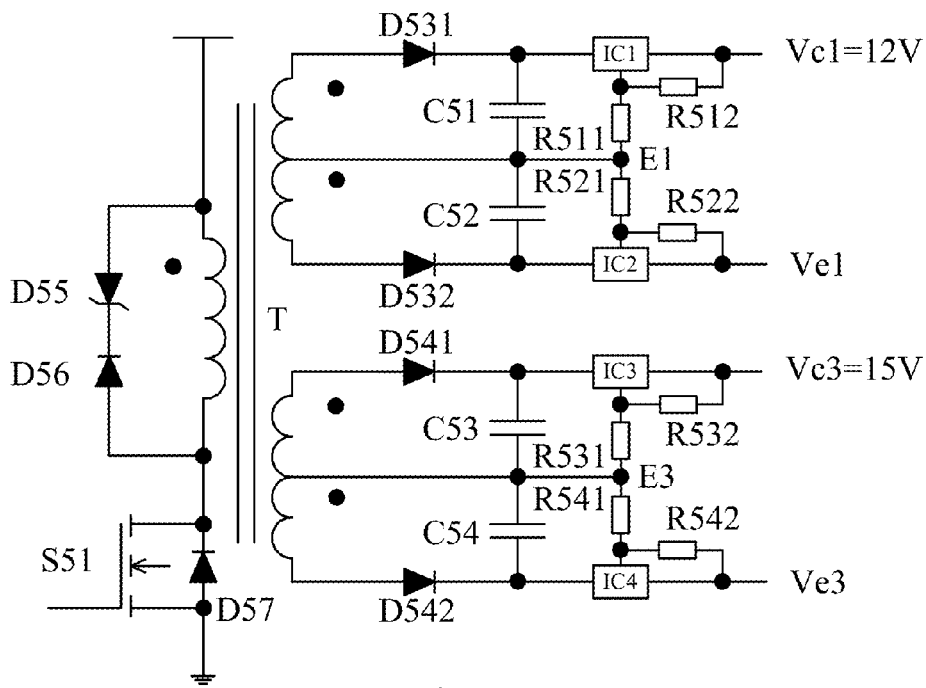 D531
IC1
Vc1=12V
C51
R511
R512
E1
R521
C52
R522
IC2
Ve1
D532
D55
T
D541
D56
IC3
Vc3=15V
C53
R531
R532
E3
R541
C54
R542
S51
IC4
Ve3
D57
D542